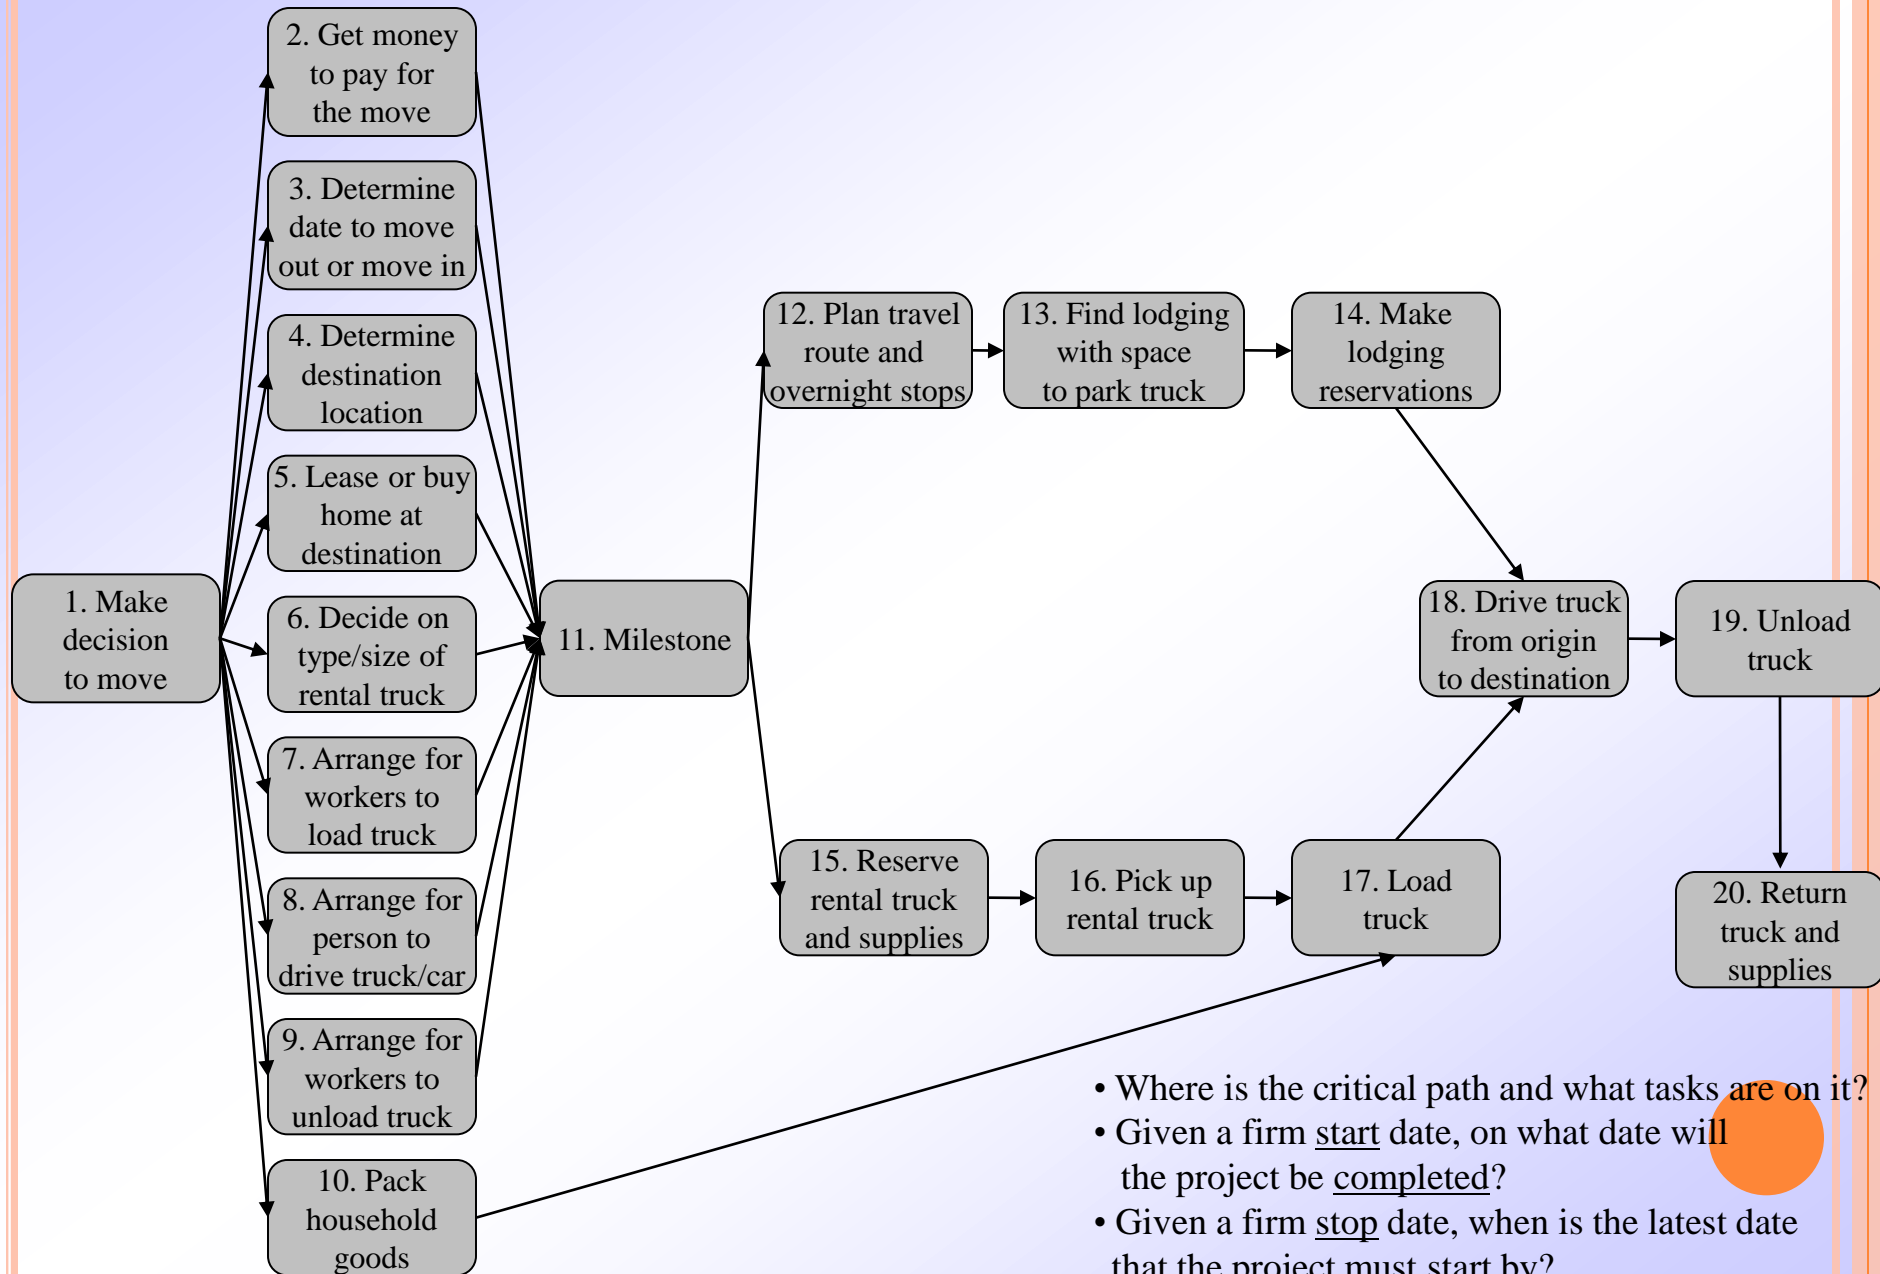 2. Get money
to pay for
the move
3. Determine
date to move
out or move in
4. Determine
destination
location
5. Lease or buy
home at
destination
1. Make
decision
to move
6. Decide on
type/size of
rental truck
7. Arrange for
workers to
load truck
8. Arrange for
person to
drive truck/car
9. Arrange for
workers to
unload truck
10. Pack
household
goods
11. Milestone
12. Plan travel
route and
overnight stops
13. Find lodging
with space
to park truck
14. Make
lodging
reservations
15. Reserve
rental truck
and supplies
16. Pick up
rental truck
17. Load
truck
18. Drive truck
from origin
to destination
19. Unload
truck
20. Return
truck and
supplies
• Where is the critical path and what tasks are on it?
• Given a firm start date, on what date will
the project be completed?
• Given a firm stop date, when is the latest date
that the project must start by?